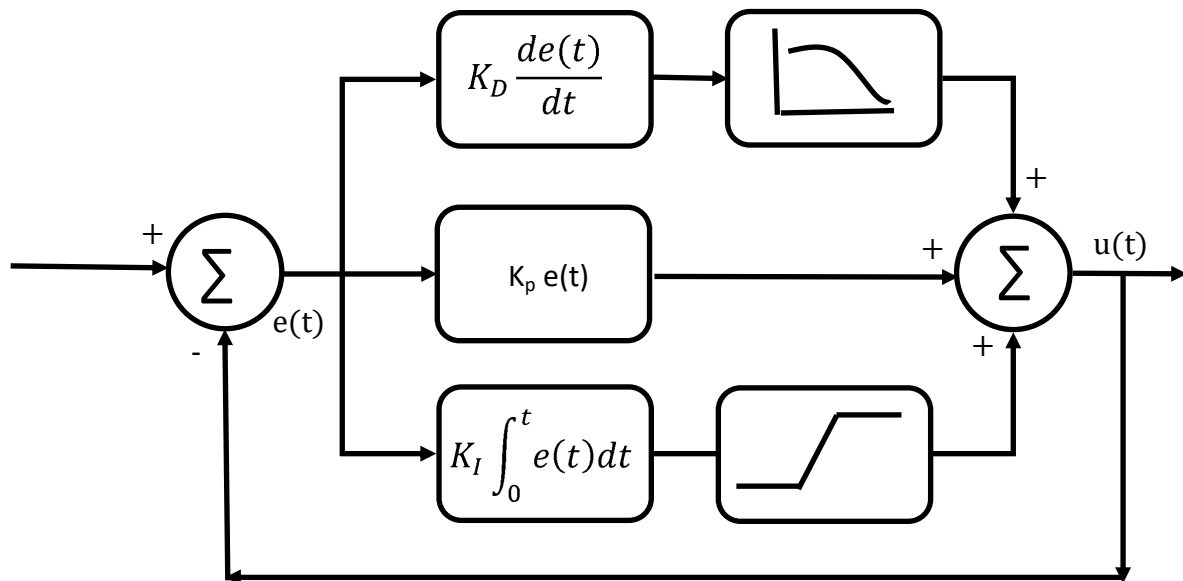 K_D de(t)/dt
+
+
∑
e(t)
-
K_p e(t)
+
∑
u(t)
+
K_I ∫_0^t e(t)dt